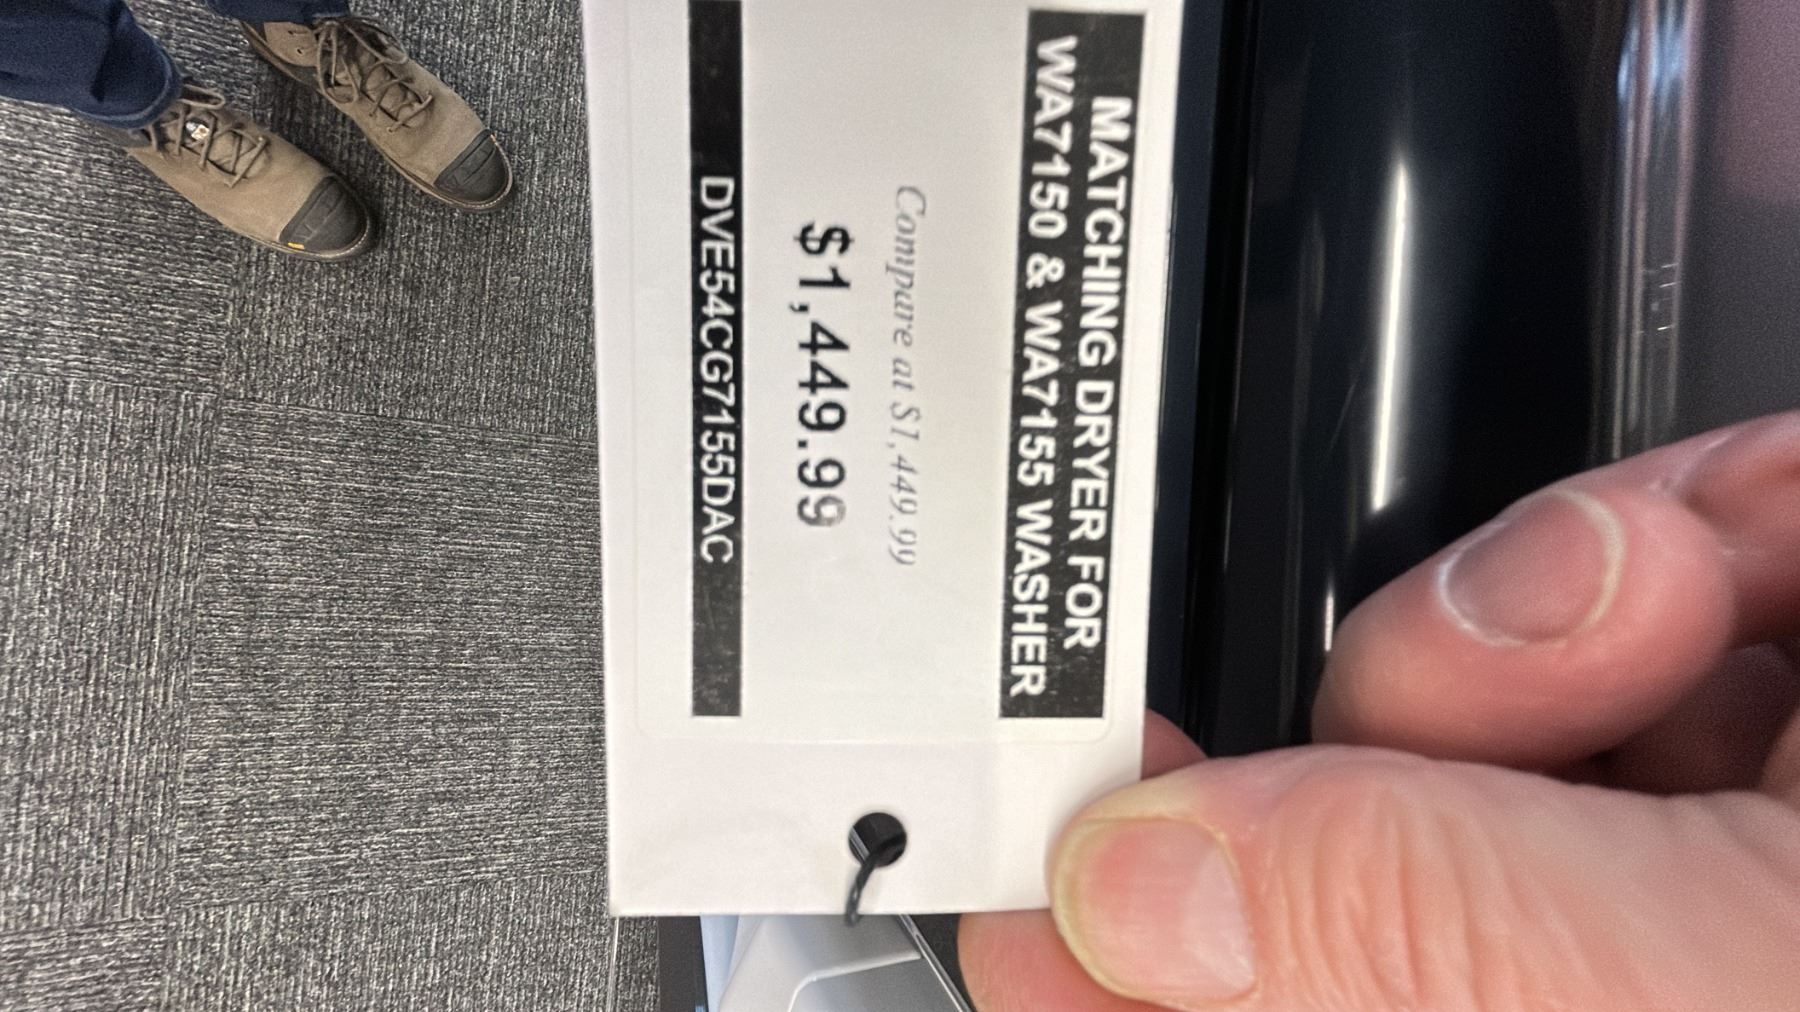 MATCHING DRYER FOR
WA7150 & WA7155 WASHER
Compare at $1,449.99
$1,449.99
DVE54CG7155DAC